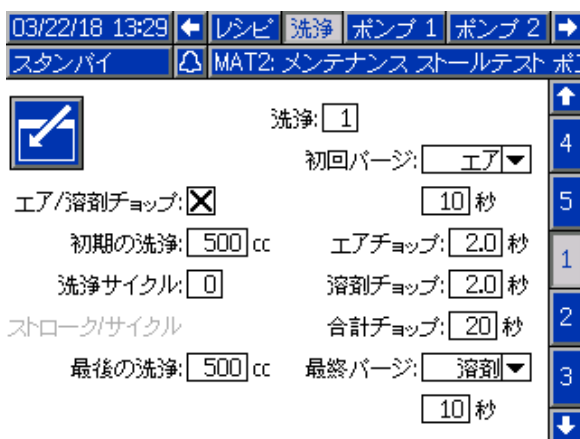 03/22/18 13:29 レシピ 洗浄 ポンプ 1 ポンプ 2
スタンバイ MAT2: メンテナンス ストールテスト
洗浄: 1
初回パージ: エア
エア/溶剤チョップ: 10 秒
初期の洗浄: 500 cc エアチョップ: 2.0 秒
洗浄サイクル: 0 溶剤チョップ: 2.0 秒
ストローク/サイクル 合計チョップ: 20 秒
最後の洗浄: 500 cc 最終パージ: 溶剤
10 秒
4
5
1
2
3